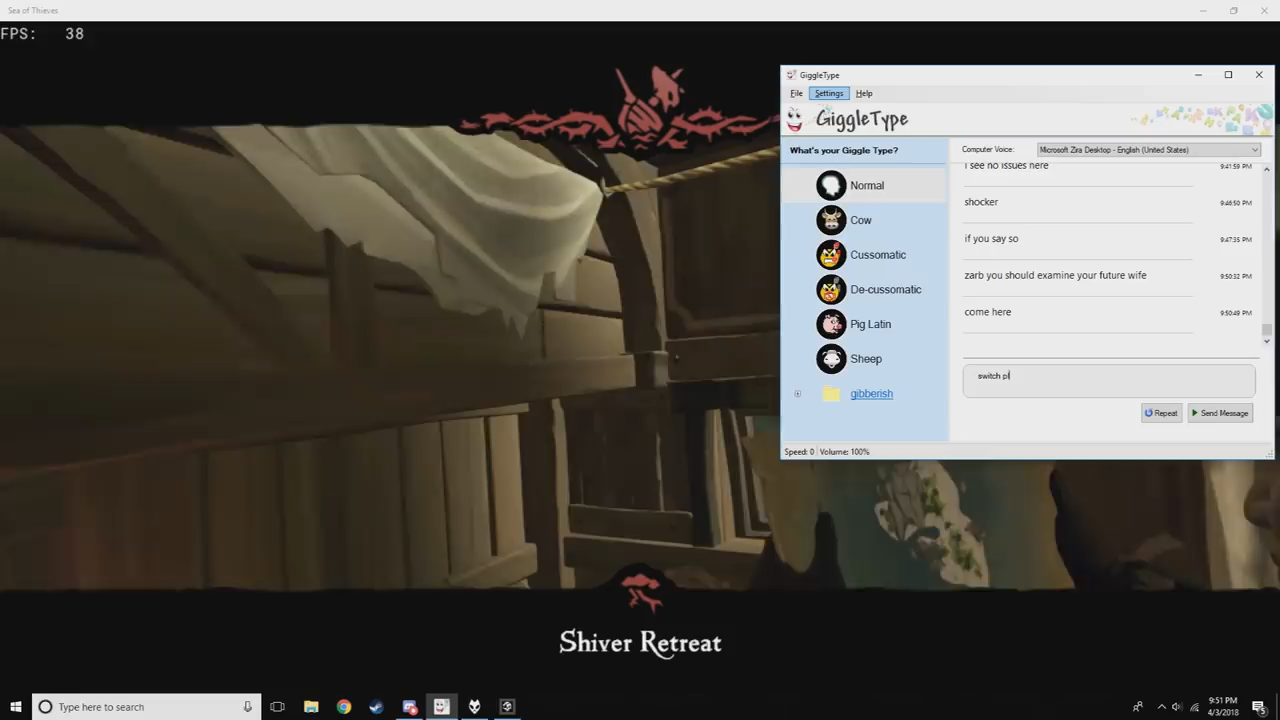 Sea of Thieves
FPS: 38
GiggleType
File Settings Help
GiggleType
What's your Giggle Type?
Normal
Cow
Cussomatic
De-cussomatic
Pig Latin
Sheep
gibberish
Computer Voice: Microsoft Zira Desktop - English (United States)
I see no issues here 9:41:59 PM
shocker 9:46:50 PM
if you say so 9:47:35 PM
zarb you should examine your future wife 9:50:32 PM
come here 9:50:49 PM
switch pl
Repeat Send Message
Speed: 0 Volume: 100%
Shiver Retreat
Type here to search
9:51 PM
4/3/2018
5